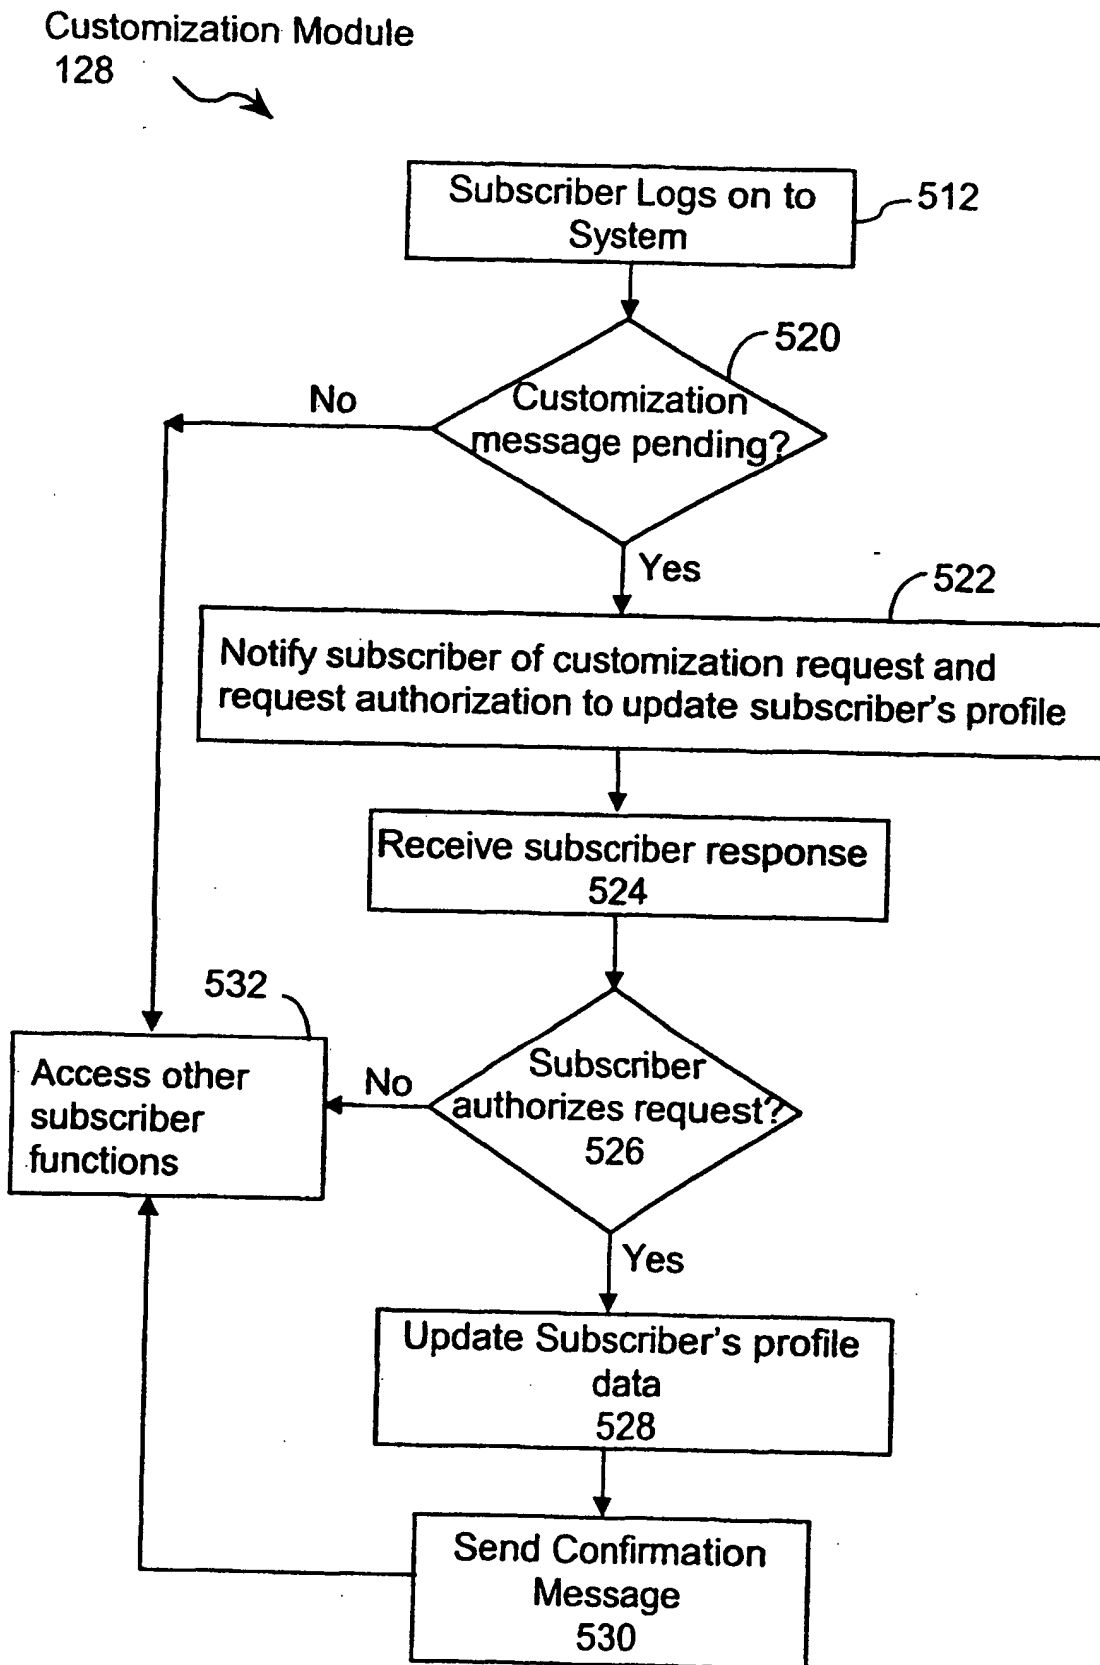 Customization Module
128
Subscriber Logs on to
System
512
520
Customization
message pending?
No
Yes
522
Notify subscriber of customization request and
request authorization to update subscriber's profile
Receive subscriber response
524
532
Access other
subscriber
functions
No
Subscriber
authorizes request?
526
Yes
Update Subscriber's profile
data
528
Send Confirmation
Message
530